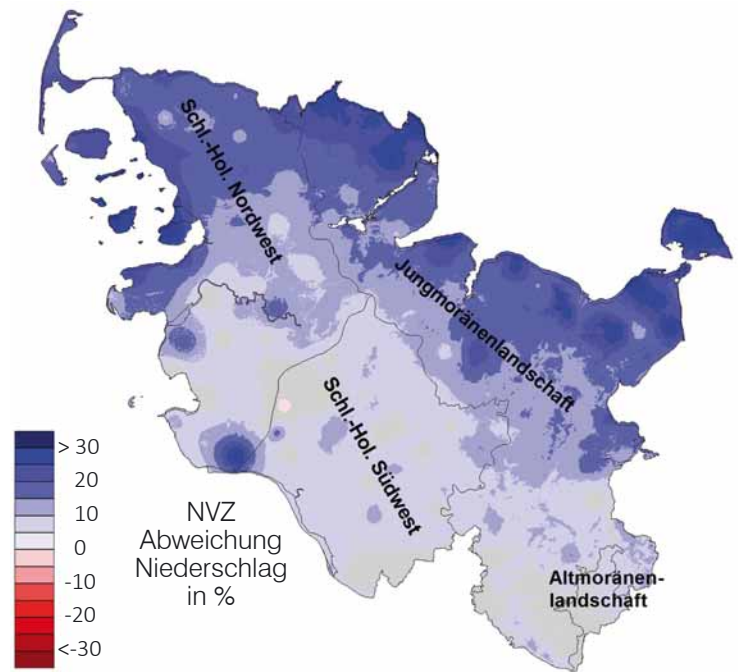 Schl.-Hol. Nordwest
Jungmoränenlandschaft
Schl.-Hol. Südwest
Altmoränen-
landschaft
> 30
20
10
0
-10
-20
<-30
NVZ
Abweichung
Niederschlag
in %